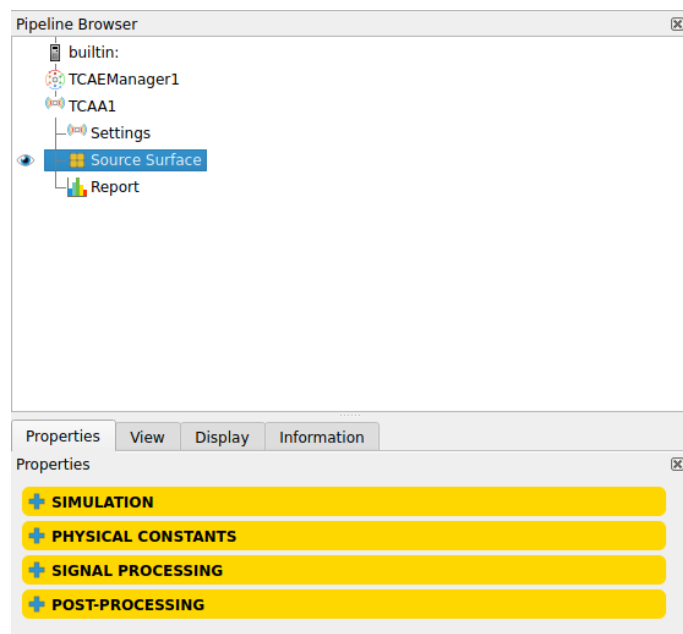 Pipeline Browser
builtin:
TCAEManager1
TCAA1
Settings
Source Surface
Report
Properties View Display Information
Properties
SIMULATION
PHYSICAL CONSTANTS
SIGNAL PROCESSING
POST-PROCESSING